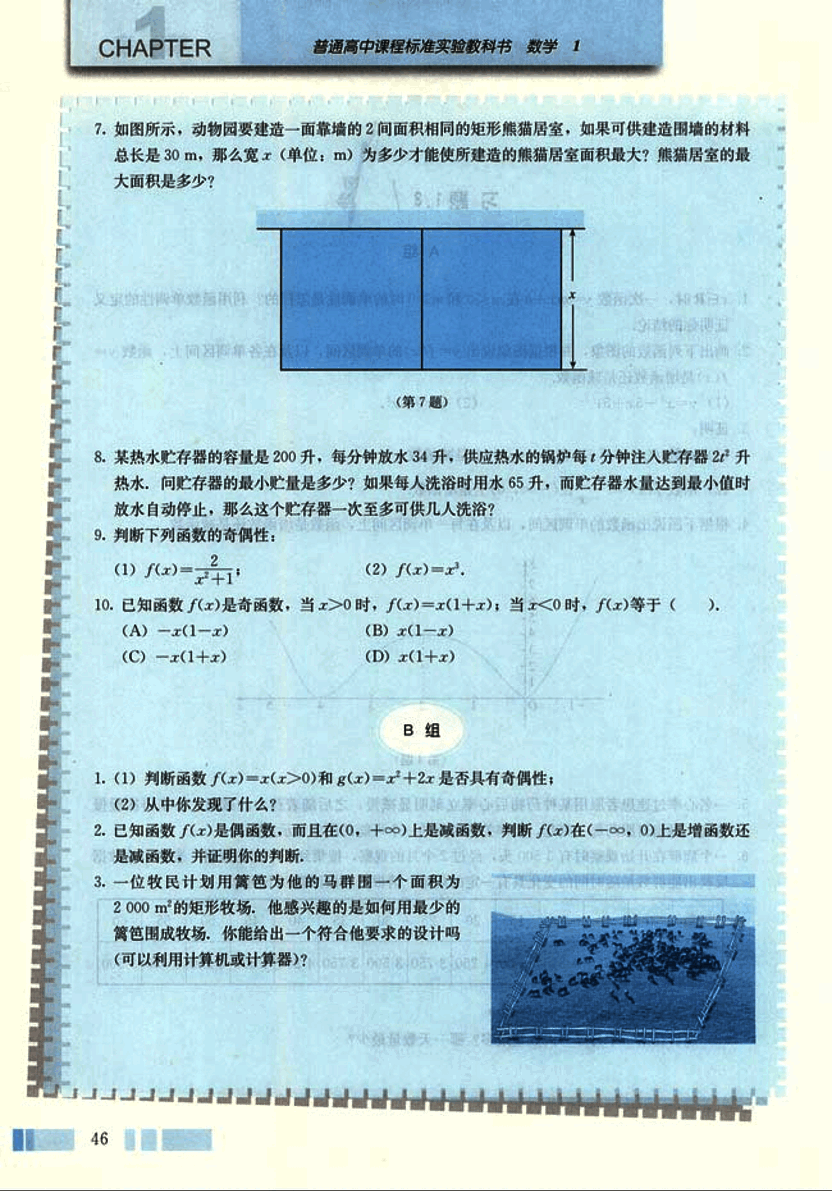 1
CHAPTER
普通高中课程标准实验教科书 数学 1
7. 如图所示，动物园要建造一面靠墙的2间面积相同的矩形熊猫居室，如果可供建造围墙的材料
总长是30 m，那么宽x（单位：m）为多少才能使所建造的熊猫居室面积最大？熊猫居室的最
大面积是多少？
x
（第7题）
8. 某热水贮存器的容量是200升，每分钟放水34升，供应热水的锅炉每t分钟注入贮存器2t²升
热水. 问贮存器的最小贮量是多少？如果每人洗浴时用水65升，而贮存器水量达到最小值时
放水自动停止，那么这个贮存器一次至多可供几人洗浴？
9. 判断下列函数的奇偶性：
(1) f(x)=2/(x²+1)； (2) f(x)=x³.
10. 已知函数f(x)是奇函数，当x>0时，f(x)=x(1+x)；当x<0时，f(x)等于（ ）.
(A) -x(1-x) (B) x(1-x)
(C) -x(1+x) (D) x(1+x)
B 组
1. (1) 判断函数f(x)=x(x>0)和g(x)=x²+2x是否具有奇偶性；
(2) 从中你发现了什么？
2. 已知函数f(x)是偶函数，而且在(0，+∞)上是减函数，判断f(x)在(-∞，0)上是增函数还
是减函数，并证明你的判断.
3. 一位牧民计划用篱笆为他的马群围一个面积为
2 000 m²的矩形牧场. 他感兴趣的是如何用最少的
篱笆围成牧场. 你能给出一个符合他要求的设计吗
(可以利用计算机或计算器)？
46